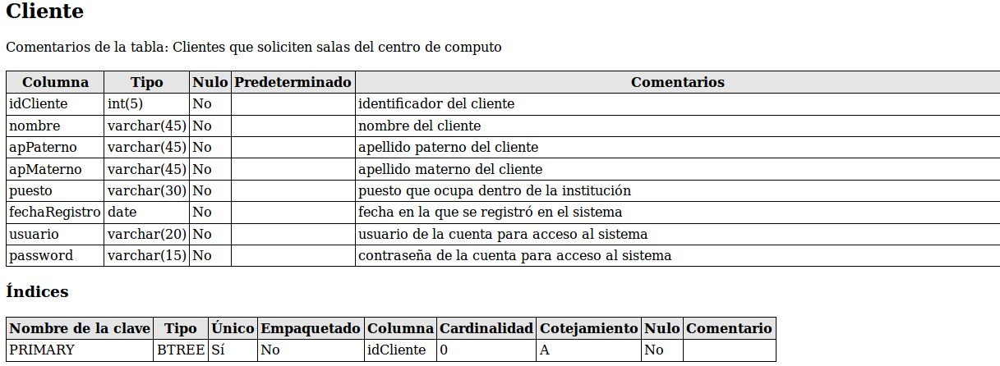 Cliente
Comentarios de la tabla: Clientes que soliciten salas del centro de computo
Columna Tipo Nulo Predeterminado Comentarios
idCliente int(5) No identificador del cliente
nombre varchar(45) No nombre del cliente
apPaterno varchar(45) No apellido paterno del cliente
apMaterno varchar(45) No apellido materno del cliente
puesto varchar(30) No puesto que ocupa dentro de la institución
fechaRegistro date No fecha en la que se registró en el sistema
usuario varchar(20) No usuario de la cuenta para acceso al sistema
password varchar(15) No contraseña de la cuenta para acceso al sistema
Índices
Nombre de la clave Tipo Único Empaquetado Columna Cardinalidad Cotejamiento Nulo Comentario
PRIMARY BTREE Sí No idCliente 0 A No